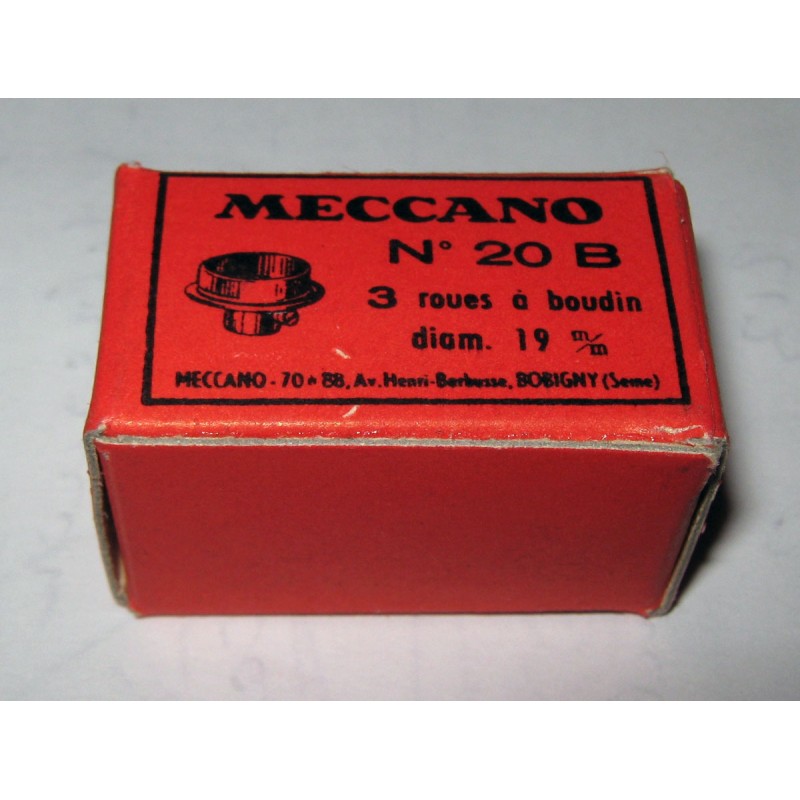 MECCANO
N° 20 B
3 roues à boudin
diam. 19 m/m
MECCANO - 70 à 88, Av. Henri-Barbusse, BOBIGNY (Seine)